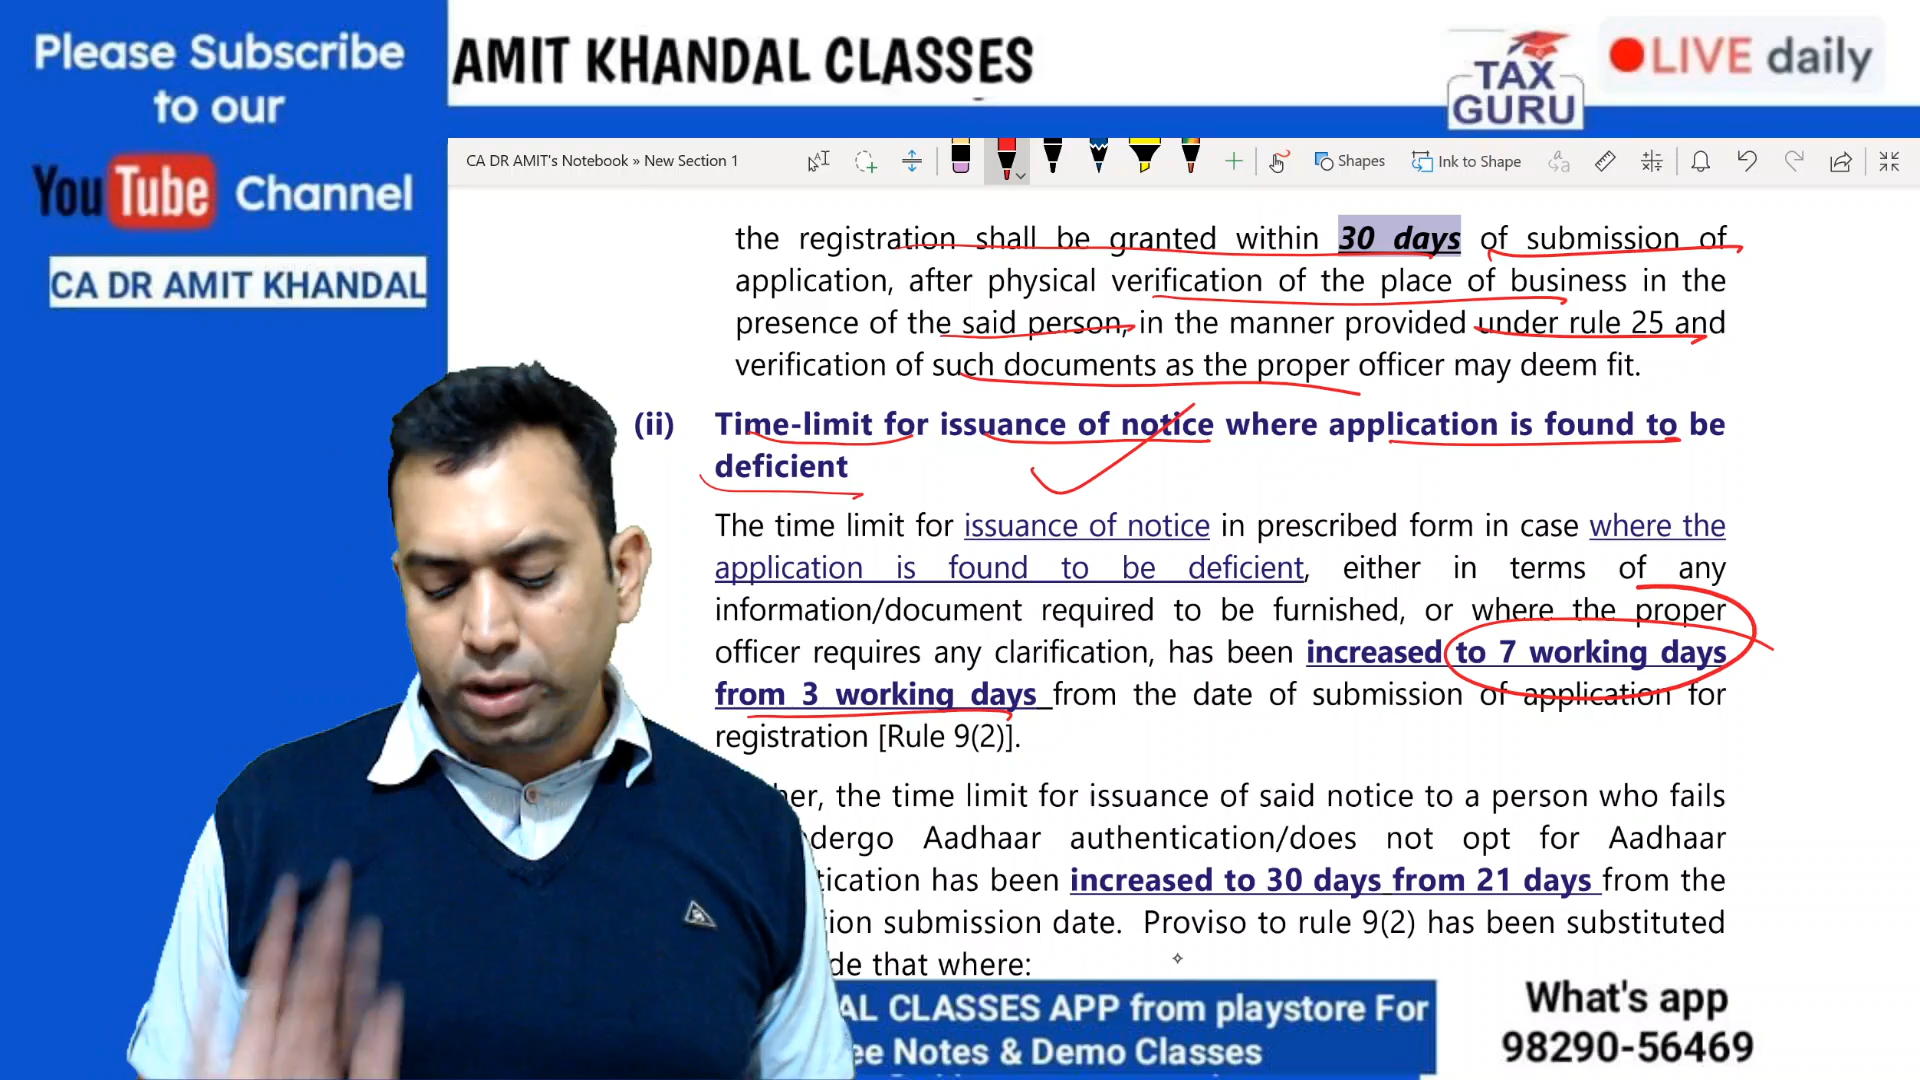 Please Subscribe
to our
YouTube Channel
CA DR AMIT KHANDAL
AMIT KHANDAL CLASSES
TAX
GURU
LIVE daily
CA DR AMIT's Notebook » New Section 1
Shapes
Ink to Shape
the registration shall be granted within 30 days of submission of
application, after physical verification of the place of business in the
presence of the said person, in the manner provided under rule 25 and
verification of such documents as the proper officer may deem fit.
(ii) Time-limit for issuance of notice where application is found to be
deficient
The time limit for issuance of notice in prescribed form in case where the
application is found to be deficient, either in terms of any
information/document required to be furnished, or where the proper
officer requires any clarification, has been increased to 7 working days
from 3 working days from the date of submission of application for
registration [Rule 9(2)].
the time limit for issuance of said notice to a person who fails
Aadhaar authentication/does not opt for Aadhaar
has been increased to 30 days from 21 days from the
submission date. Proviso to rule 9(2) has been substituted
that where:
CLASSES APP from playstore For
Notes & Demo Classes
What's app
98290-56469